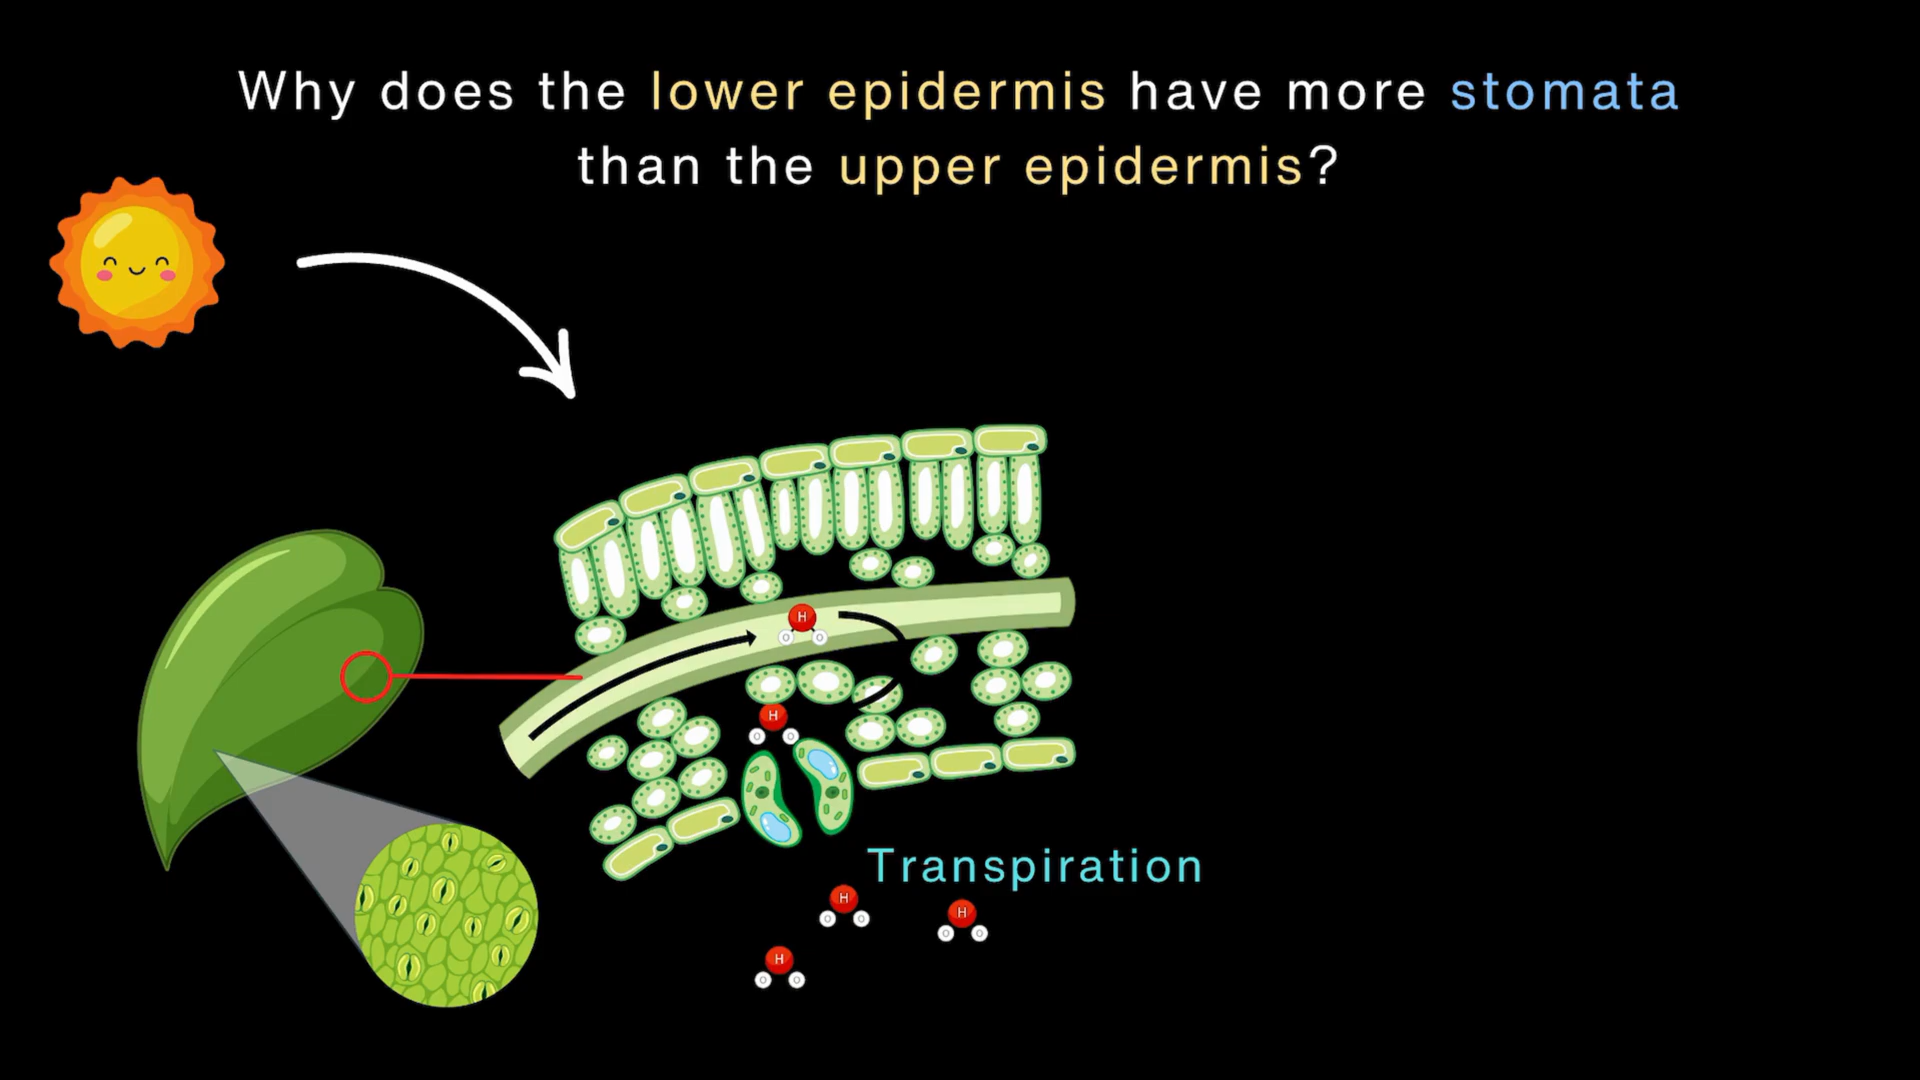 Why does the lower epidermis have more stomata
than the upper epidermis?
H
O O
H
O O
Transpiration
H
O O
H
O O
H
O O